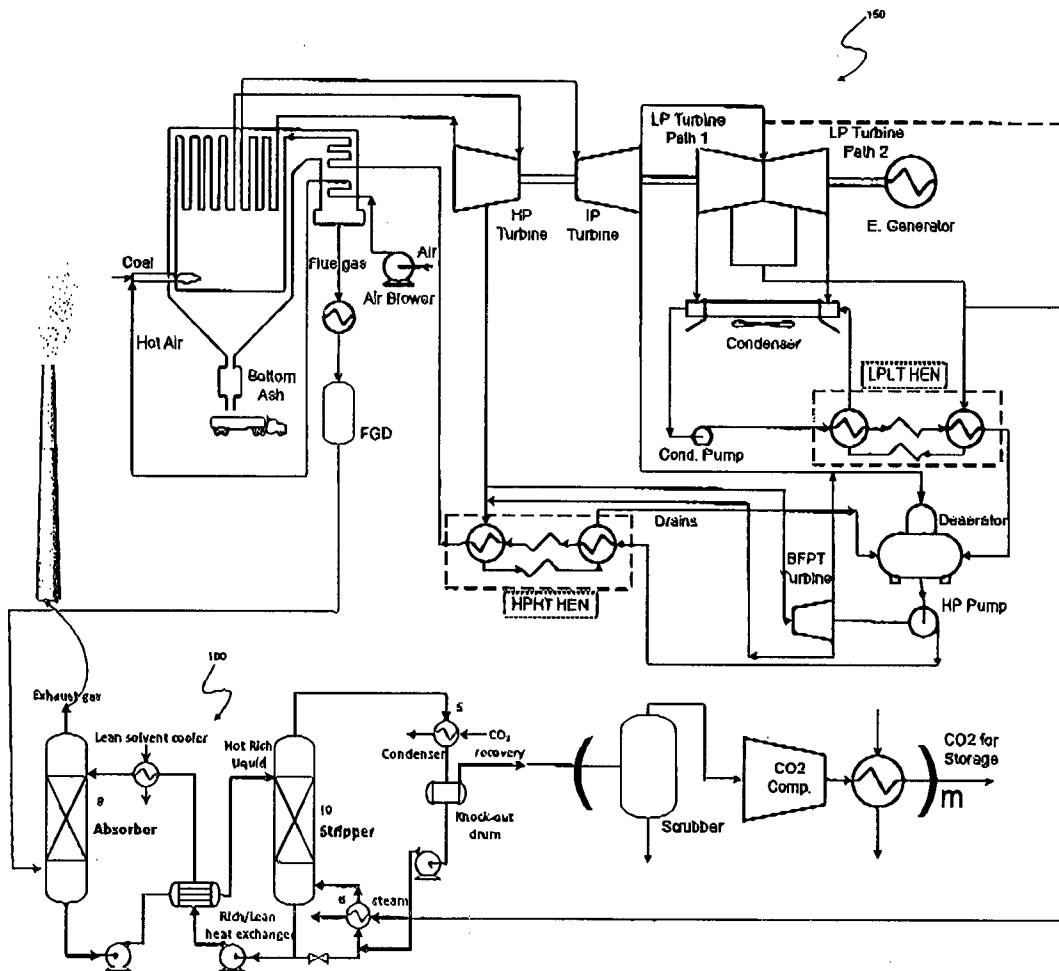 150
LP Turbine
Path 1
LP Turbine
Path 2
HP
Turbine
IP
Turbine
E. Generator
Coal
Flue gas
Air
Air Blower
Hot Air
Bottom
Ash
FGD
Condenser
LPLT HEN
Cond. Pump
Deaerator
Drains
BFPT
Turbine
HPHT HEN
HP Pump
100
Exhaust gas
Lean solvent cooler
Hot Rich
Liquid
5
Condenser
CO₂
recovery
CO2 for
Storage
CO2
Comp.
m
9
Absorber
10
Stripper
Knock-out
drum
Scrubber
steam
Rich/Lean
heat exchanger